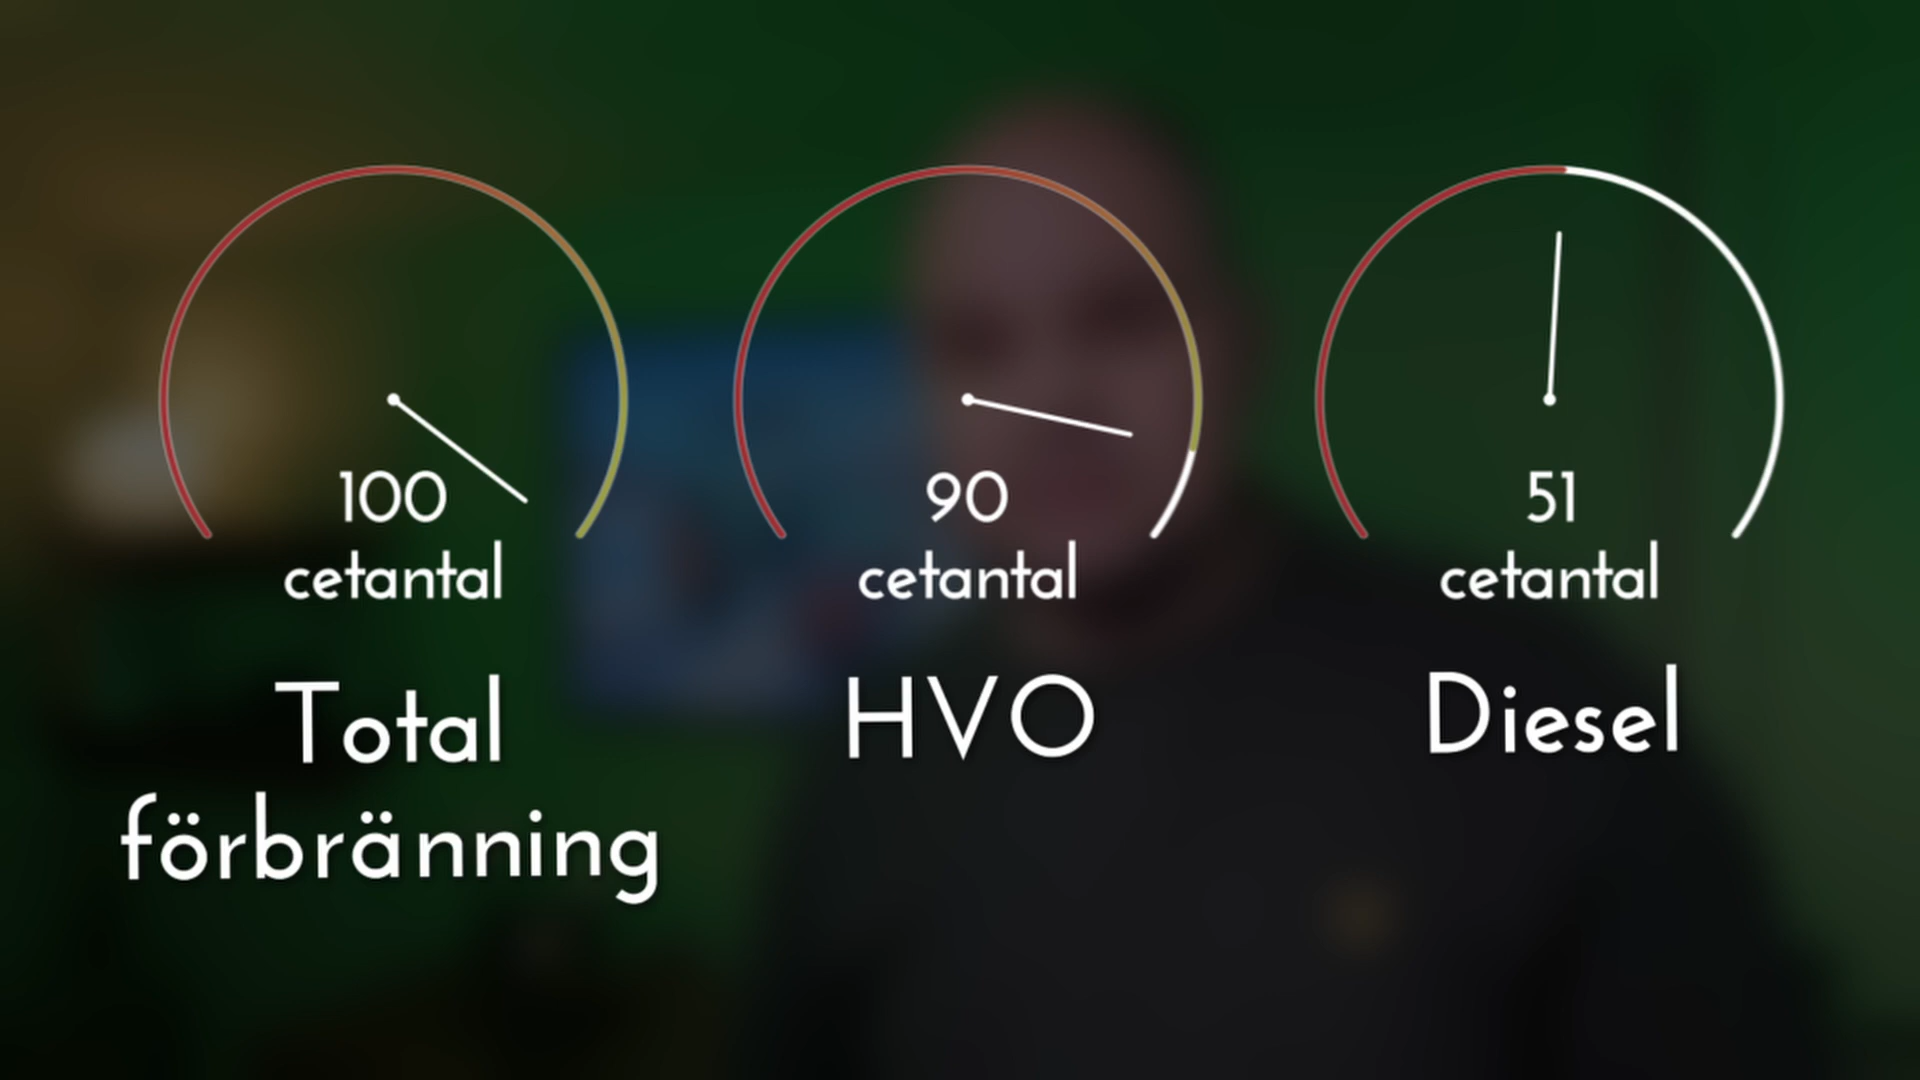 100
cetantal
Total
förbränning
90
cetantal
HVO
51
cetantal
Diesel